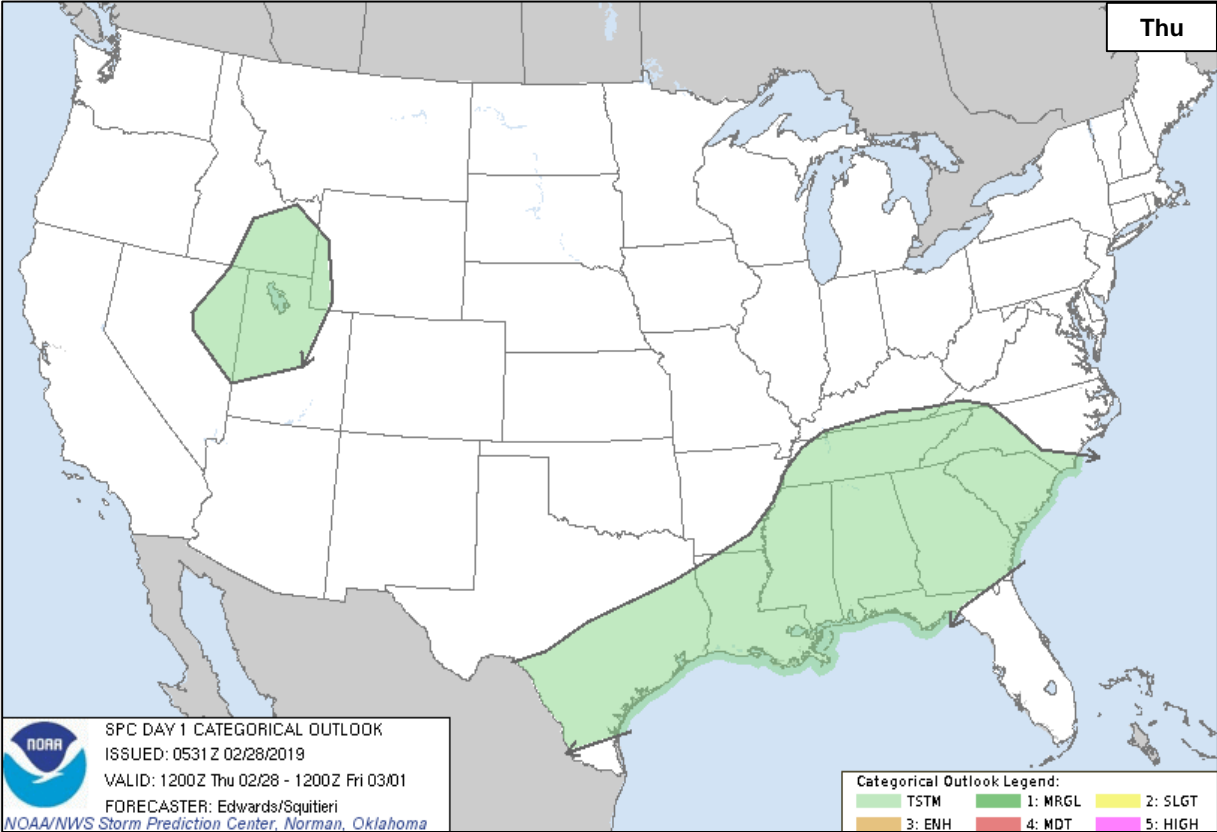 Thu
NOAA
SPC DAY 1 CATEGORICAL OUTLOOK
ISSUED: 0531Z 02/28/2019
VALID: 1200Z Thu 02/28 - 1200Z Fri 03/01
FORECASTER: Edwards/Squitieri
NOAA/NWS Storm Prediction Center, Norman, Oklahoma
Categorical Outlook Legend:
TSTM 1: MRGL 2: SLGT
3: ENH 4: MDT 5: HIGH